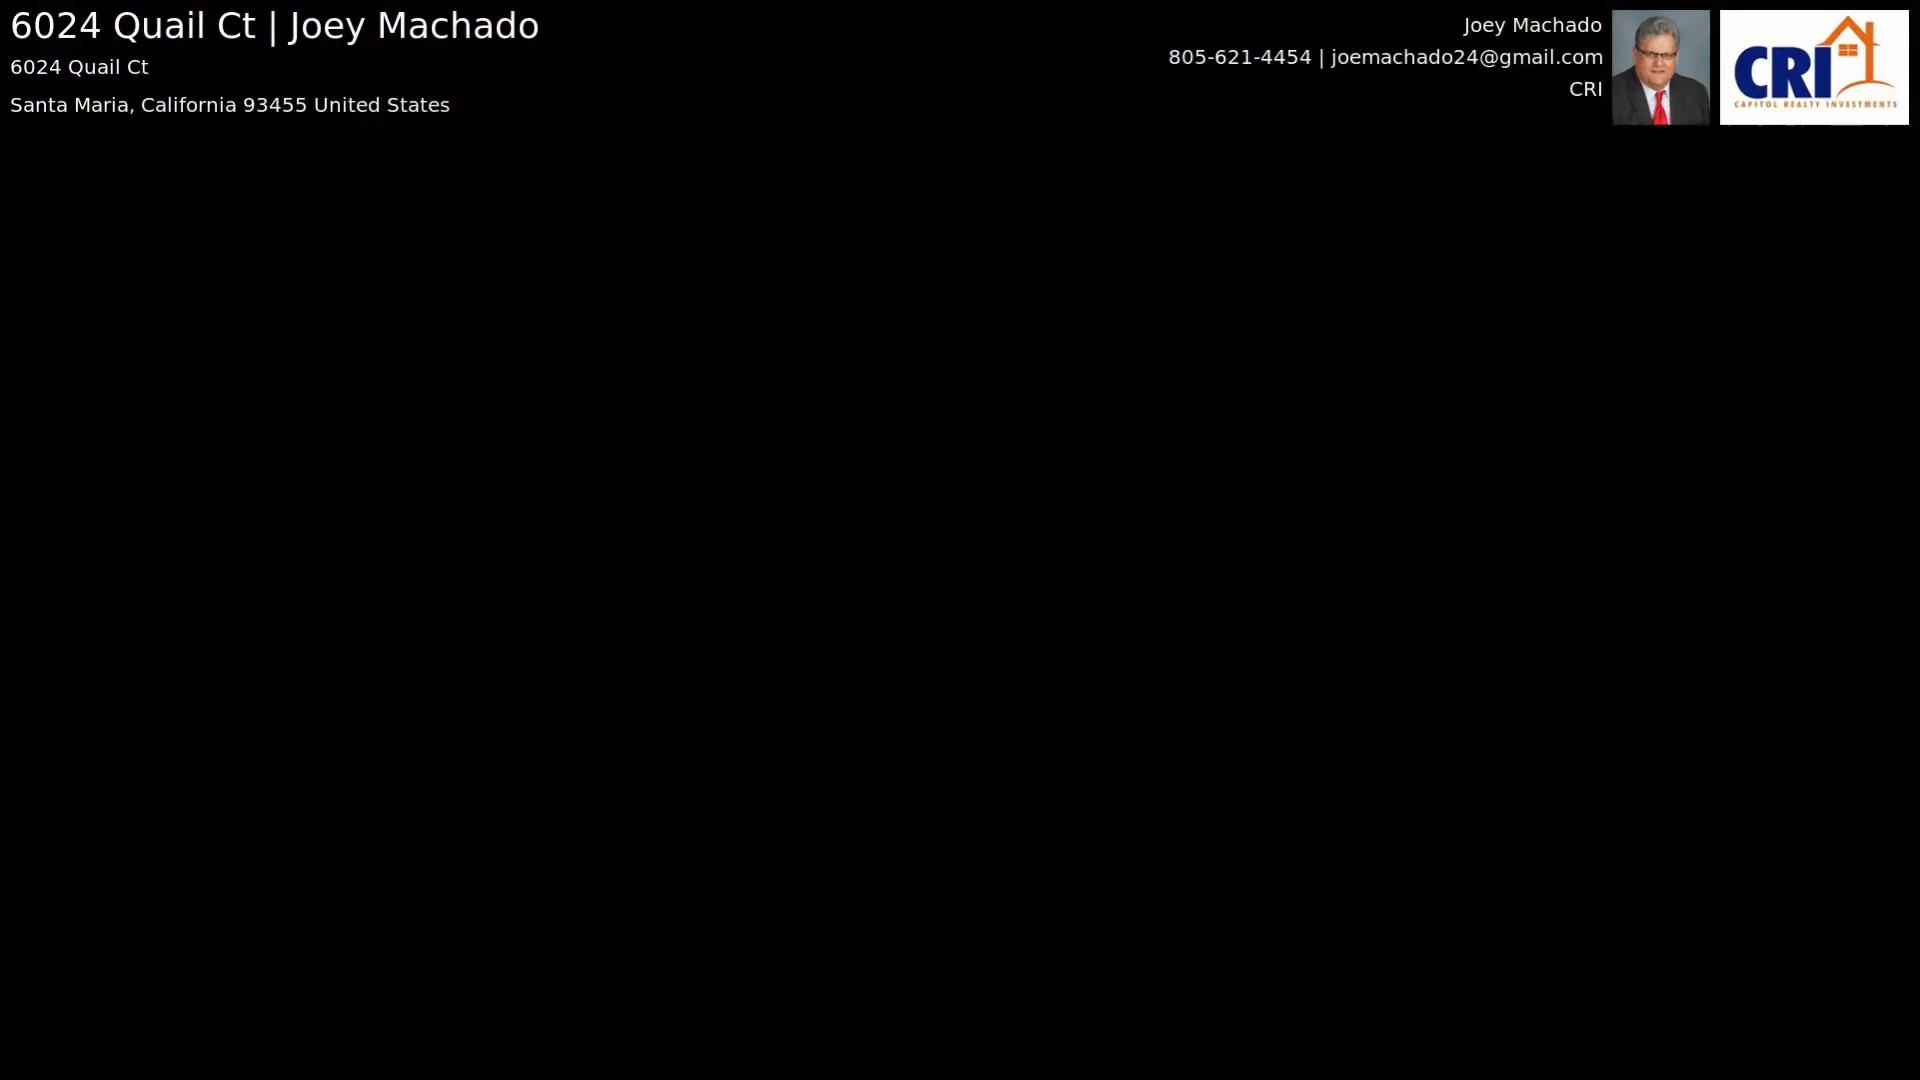 6024 Quail Ct | Joey Machado
6024 Quail Ct
Santa Maria, California 93455 United States
Joey Machado
805-621-4454 | joemachado24@gmail.com
CRI
CRI
CAPITOL REALTY INVESTMENTS